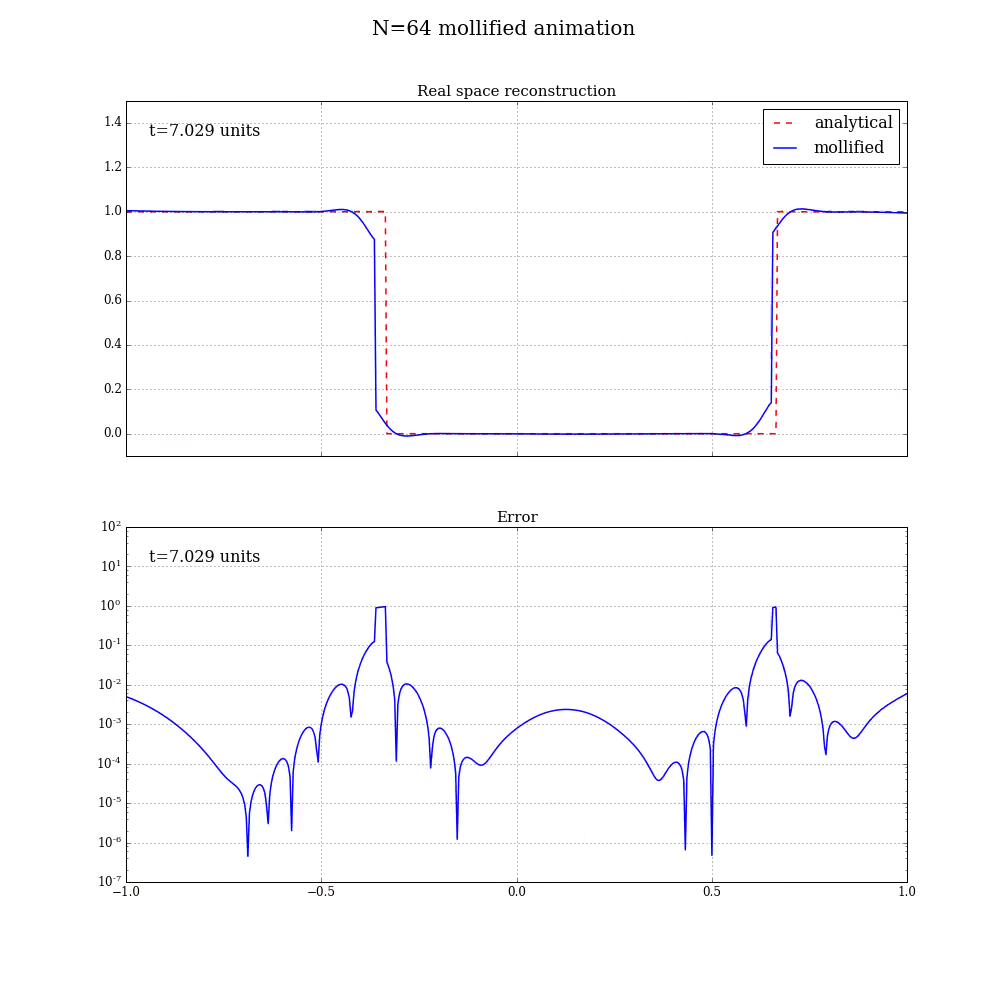 N=64 mollified animation
Real space reconstruction
t=7.029 units
analytical
mollified
1.4
1.2
1.0
0.8
0.6
0.4
0.2
0.0
Error
t=7.029 units
10²
10¹
10⁰
10⁻¹
10⁻²
10⁻³
10⁻⁴
10⁻⁵
10⁻⁶
10⁻⁷
−1.0 −0.5 0.0 0.5 1.0